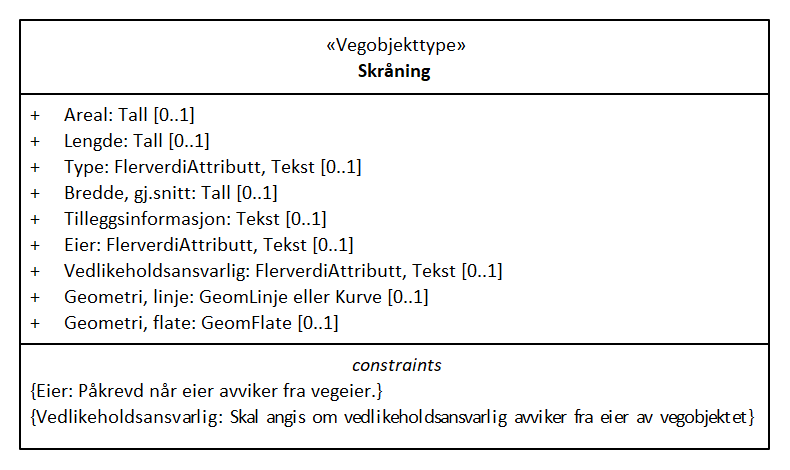 «Vegobjekttype»
Skråning
+ Areal: Tall [0..1]
+ Lengde: Tall [0..1]
+ Type: FlerverdiAttributt, Tekst [0..1]
+ Bredde, gj.snitt: Tall [0..1]
+ Tilleggsinformasjon: Tekst [0..1]
+ Eier: FlerverdiAttributt, Tekst [0..1]
+ Vedlikeholdsansvarlig: FlerverdiAttributt, Tekst [0..1]
+ Geometri, linje: GeomLinje eller Kurve [0..1]
+ Geometri, flate: GeomFlate [0..1]
constraints
{Eier: Påkrevd når eier avviker fra vegeier.}
{Vedlikeholdsansvarlig: Skal angis om vedlikeholdsansvarlig avviker fra eier av vegobjektet}